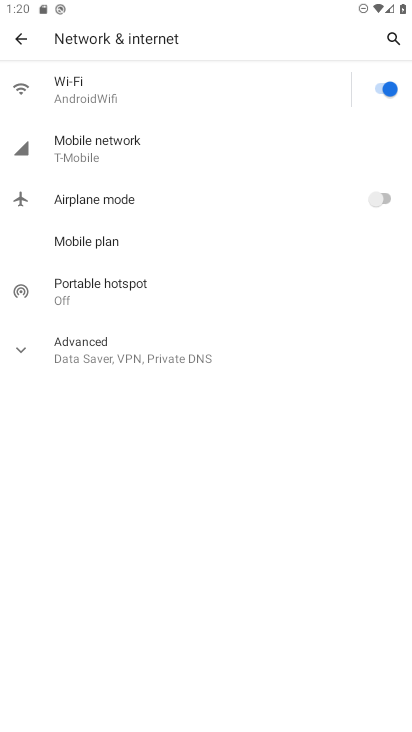 1:20
Network & internet
Wi-Fi
AndroidWifi
Mobile network
T-Mobile
Airplane mode
Mobile plan
Portable hotspot
Off
Advanced
Data Saver, VPN, Private DNS